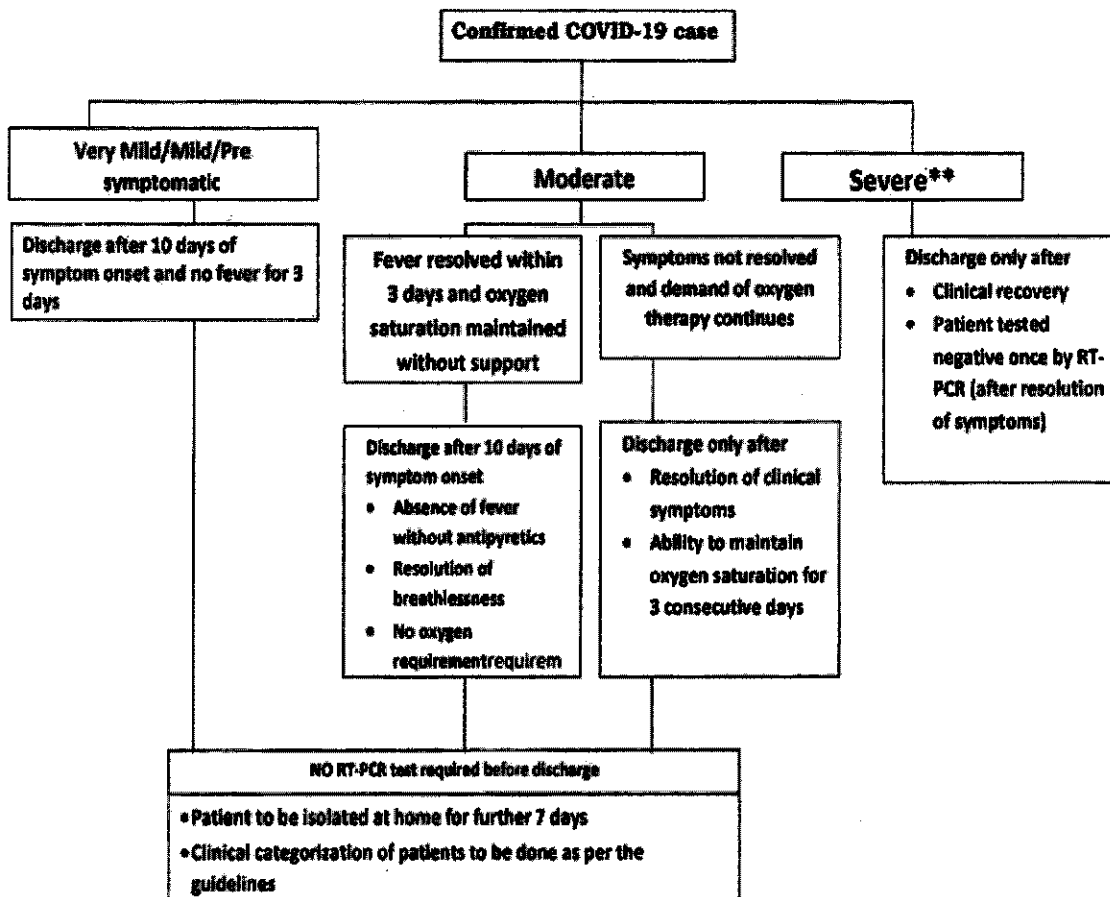 Confirmed COVID-19 case
Very Mild/Mild/Pre
symptomatic
Discharge after 10 days of
symptom onset and no fever for 3
days
Moderate
Fever resolved within
3 days and oxygen
saturation maintained
without support
Discharge after 10 days of
symptom onset
• Absence of fever
without antipyretics
• Resolution of
breathlessness
• No oxygen
requirementrequirem
Symptoms not resolved
and demand of oxygen
therapy continues
Discharge only after
• Resolution of clinical
symptoms
• Ability to maintain
oxygen saturation for
3 consecutive days
Severe**
Discharge only after
• Clinical recovery
• Patient tested
negative once by RT-
PCR (after resolution
of symptoms)
NO RT-PCR test required before discharge
•Patient to be isolated at home for further 7 days
•Clinical categorization of patients to be done as per the
guidelines